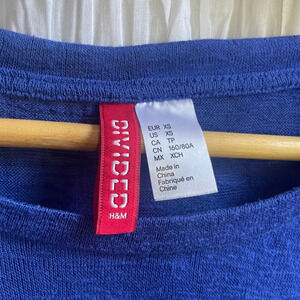 DIVIDED
H&M
EUR XS
US XS
CA TP
CN 160/80A
MX XCH
Made in
China
Fabriqué en
Chine